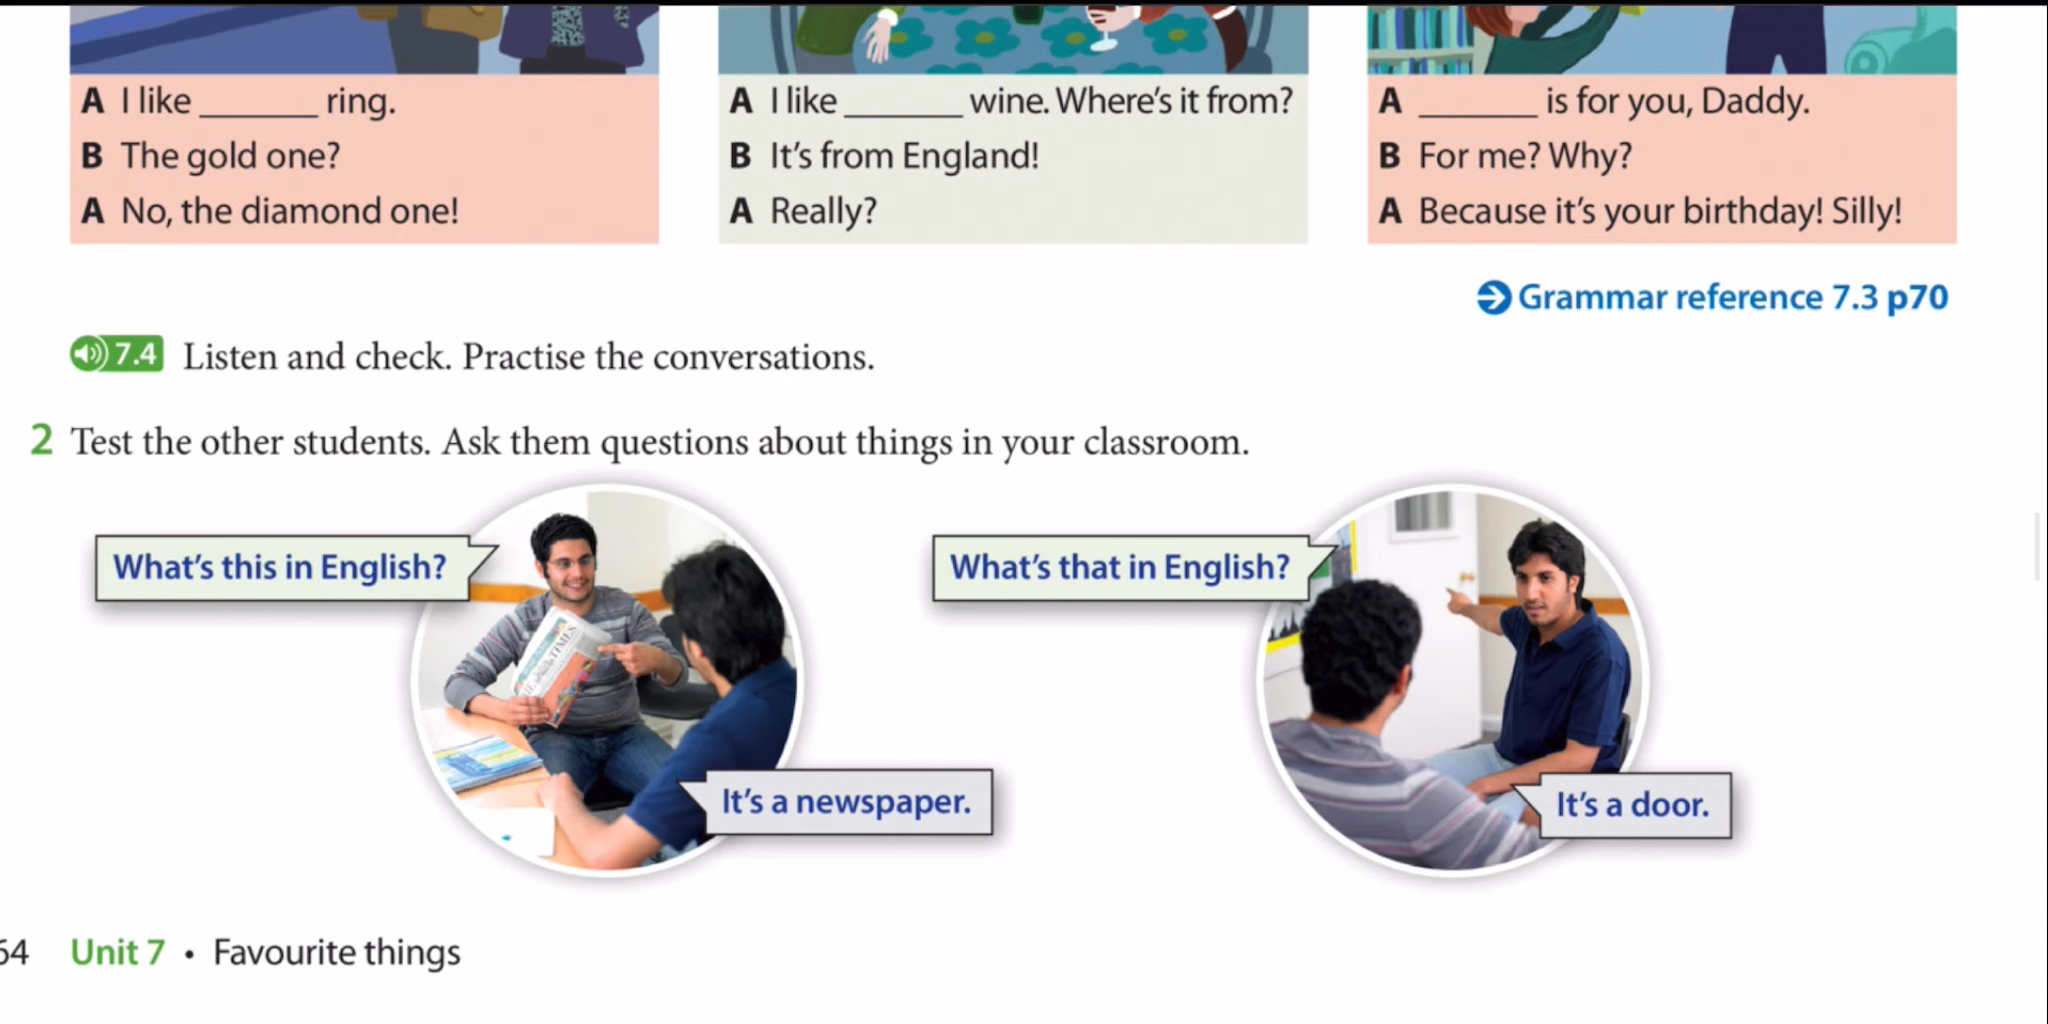 A I like ______ ring.
B The gold one?
A No, the diamond one!
A I like ______ wine. Where's it from?
B It's from England!
A Really?
A ______ is for you, Daddy.
B For me? Why?
A Because it's your birthday! Silly!
Grammar reference 7.3 p70
7.4 Listen and check. Practise the conversations.
2 Test the other students. Ask them questions about things in your classroom.
What's this in English?
TIMES
It's a newspaper.
What's that in English?
It's a door.
64 Unit 7 • Favourite things